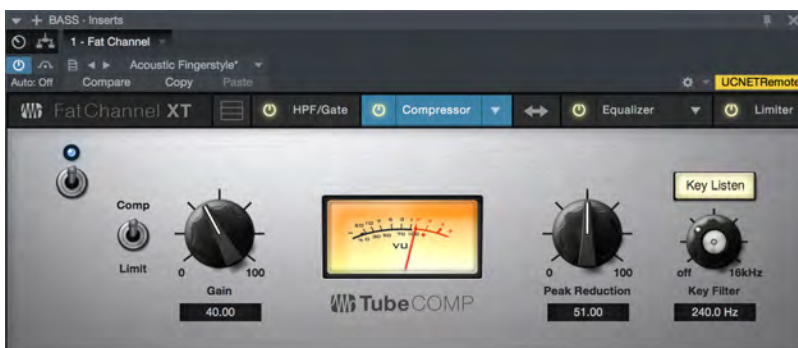 BASS - Inserts
1 - Fat Channel
Acoustic Fingerstyle*
Auto: Off Compare Copy Paste UCNETRemote
FatChannel XT HPF/Gate Compressor Equalizer Limiter
Key Listen
Comp
Limit
0 100
0 100
off 16kHz
VU
Gain
Peak Reduction
Key Filter
TubeCOMP
40.00
51.00
240.0 Hz